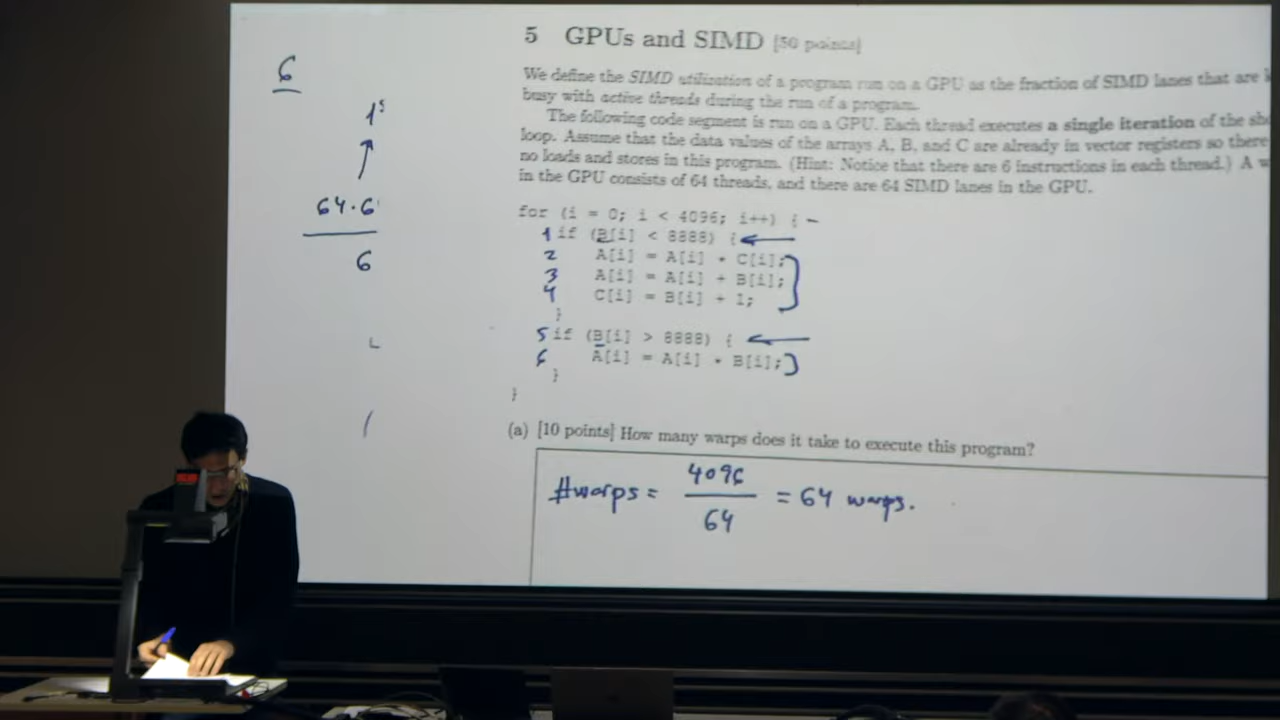 5 GPUs and SIMD [50 points]
We define the SIMD utilization of a program run on a GPU as the fraction of SIMD lanes that are
busy with active threads during the run of a program.
The following code segment is run on a GPU. Each thread executes a single iteration of the
loop. Assume that the data values of the arrays A, B, and C are already in vector registers so there
no loads and stores in this program. (Hint: Notice that there are 6 instructions in each thread.) A
in the GPU consists of 64 threads, and there are 64 SIMD lanes in the GPU.
for (i = 0; i < 4096; i++) {
1 if (B[i] < 8888) {
2 A[i] = A[i] * C[i];
3 A[i] = A[i] + B[i];
4 C[i] = B[i] + 1;
}
5 if (B[i] > 8888) {
6 A[i] = A[i] * B[i];
}
}
(a) [10 points] How many warps does it take to execute this program?
#warps = 4096 / 64 = 64 warps.
6
1s
64·6
6